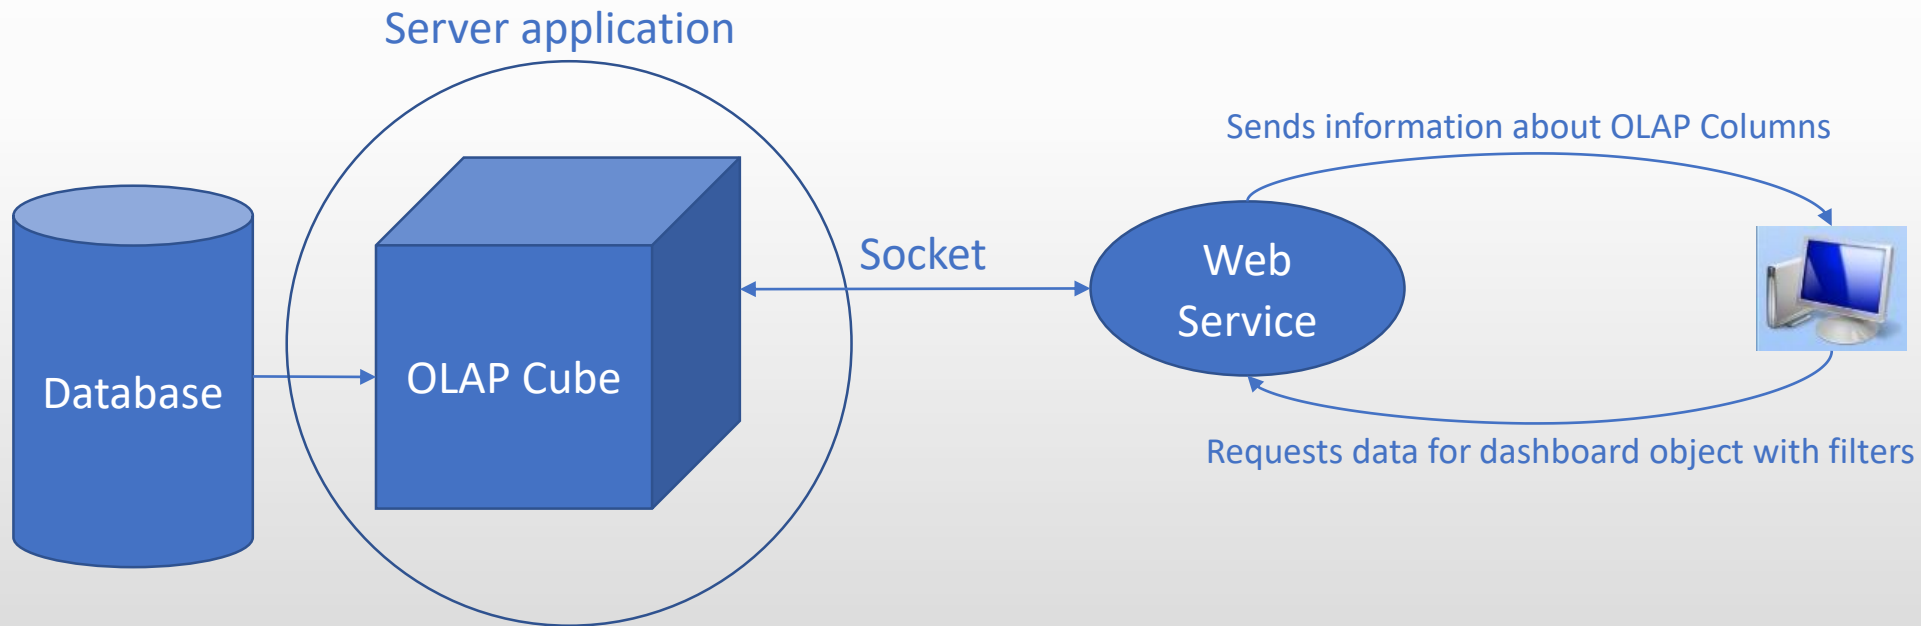 Server application
Sends information about OLAP Columns
Socket
Web
Service
Database
OLAP Cube
Requests data for dashboard object with filters